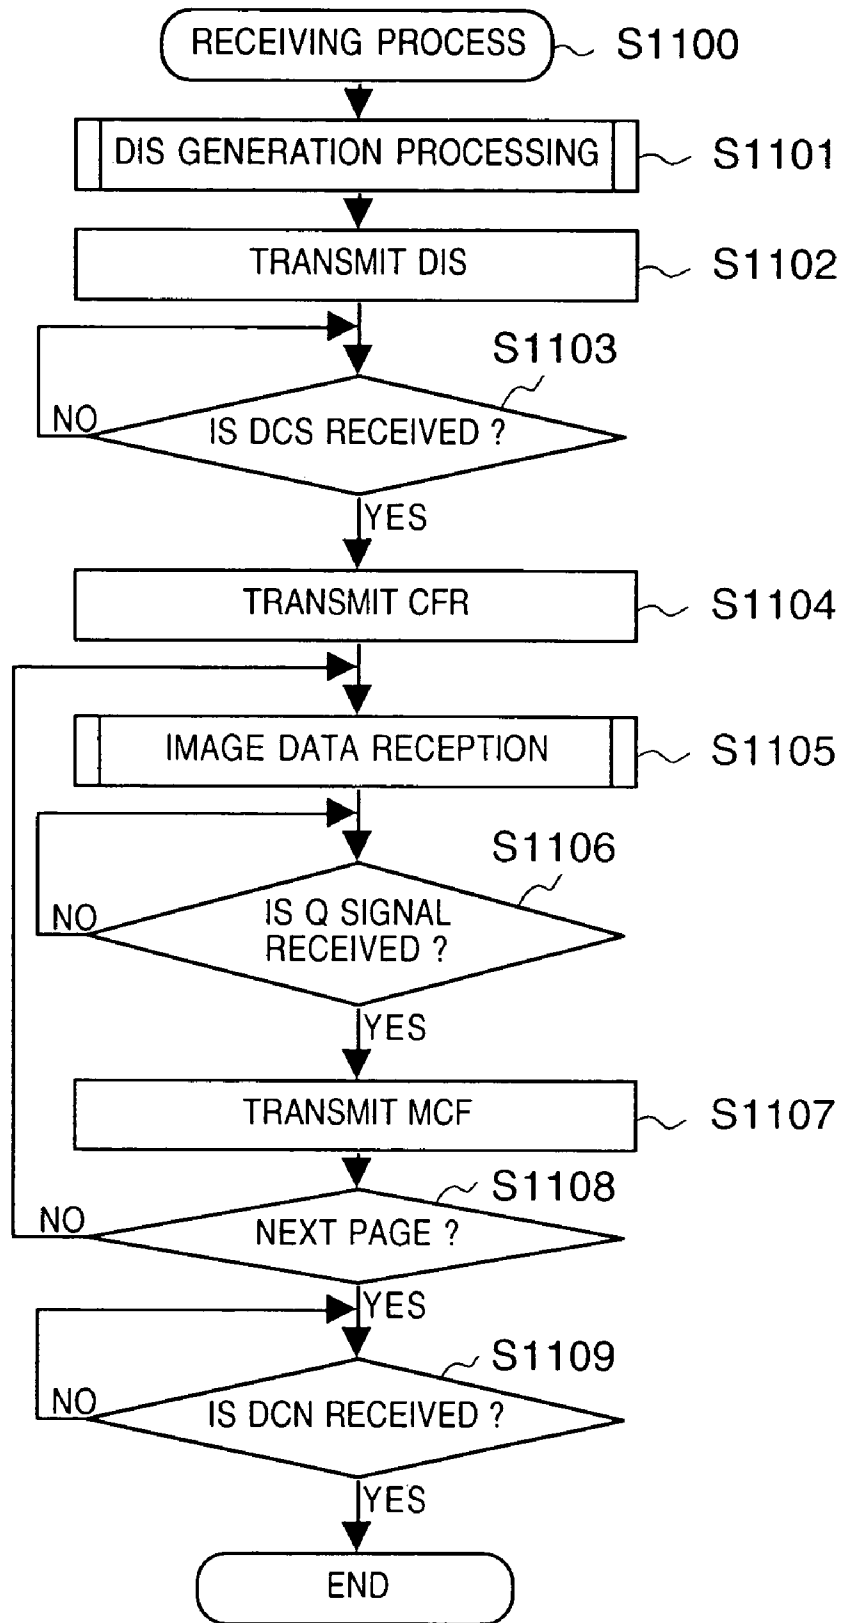 RECEIVING PROCESS
S1100
DIS GENERATION PROCESSING
S1101
TRANSMIT DIS
S1102
S1103
IS DCS RECEIVED ?
NO
YES
TRANSMIT CFR
S1104
IMAGE DATA RECEPTION
S1105
S1106
IS Q SIGNAL
RECEIVED ?
NO
YES
TRANSMIT MCF
S1107
S1108
NEXT PAGE ?
NO
YES
S1109
IS DCN RECEIVED ?
NO
YES
END